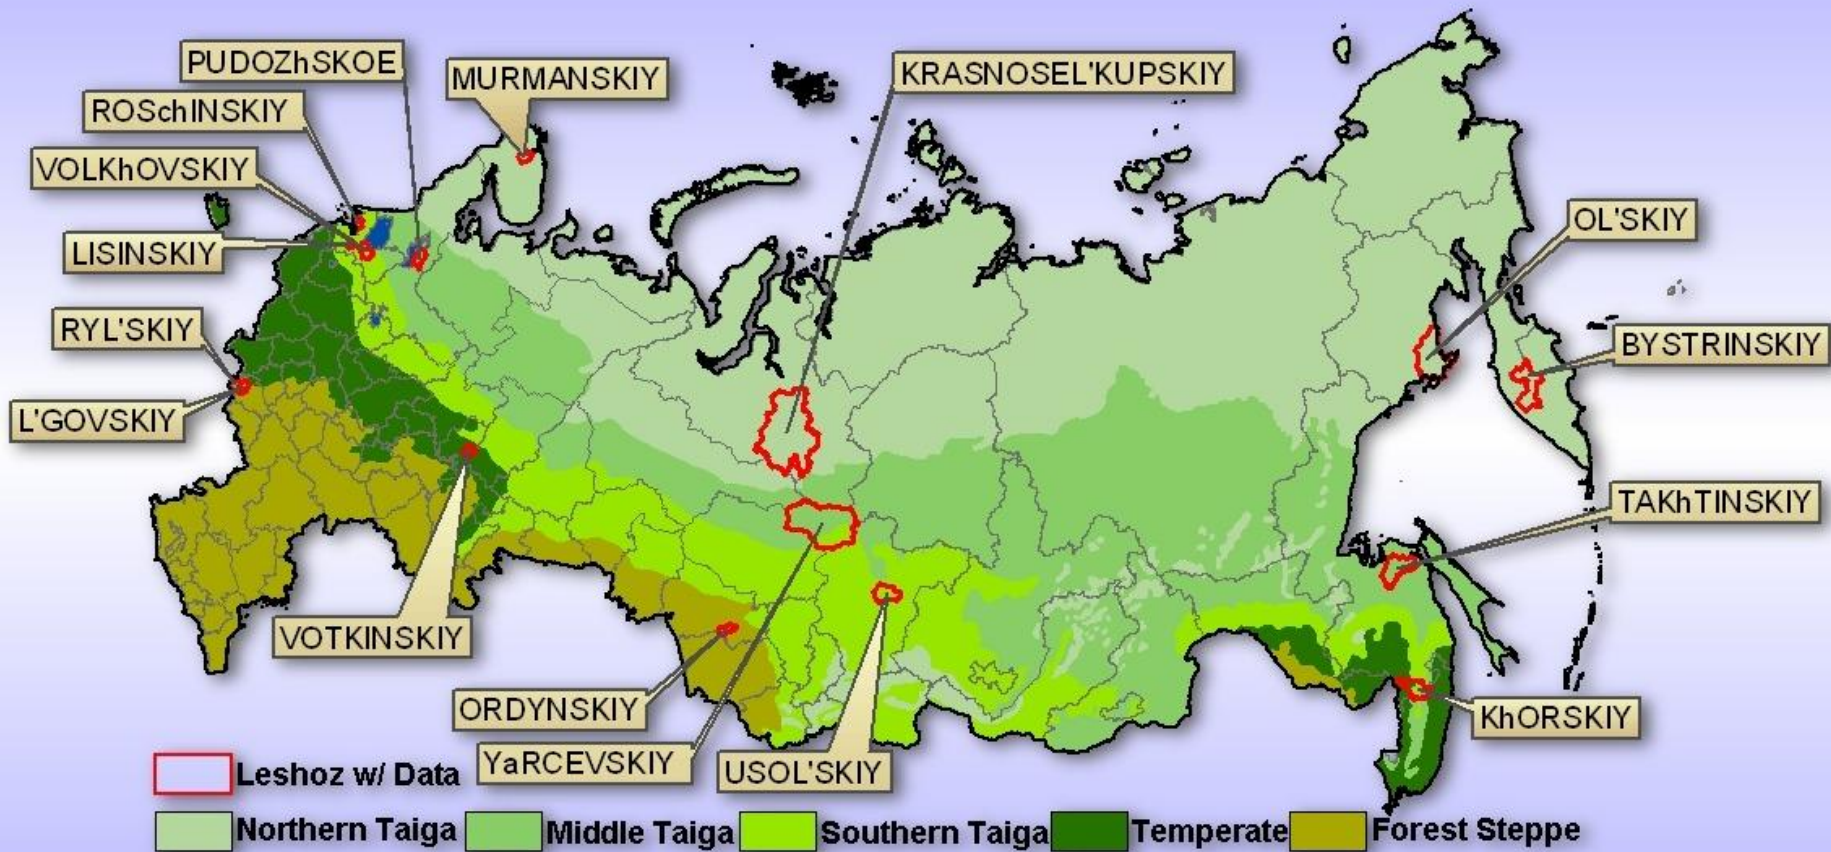 PUDOZhSKOE
MURMANSKIY
KRASNOSEL'KUPSKIY
ROSchINSKIY
VOLKhOVSKIY
LISINSKIY
OL'SKIY
RYL'SKIY
BYSTRINSKIY
L'GOVSKIY
TAKhTINSKIY
VOTKINSKIY
ORDYNSKIY
KhORSKIY
YaRCEVSKIY
USOL'SKIY
Leshoz w/ Data
Northern Taiga
Middle Taiga
Southern Taiga
Temperate
Forest Steppe